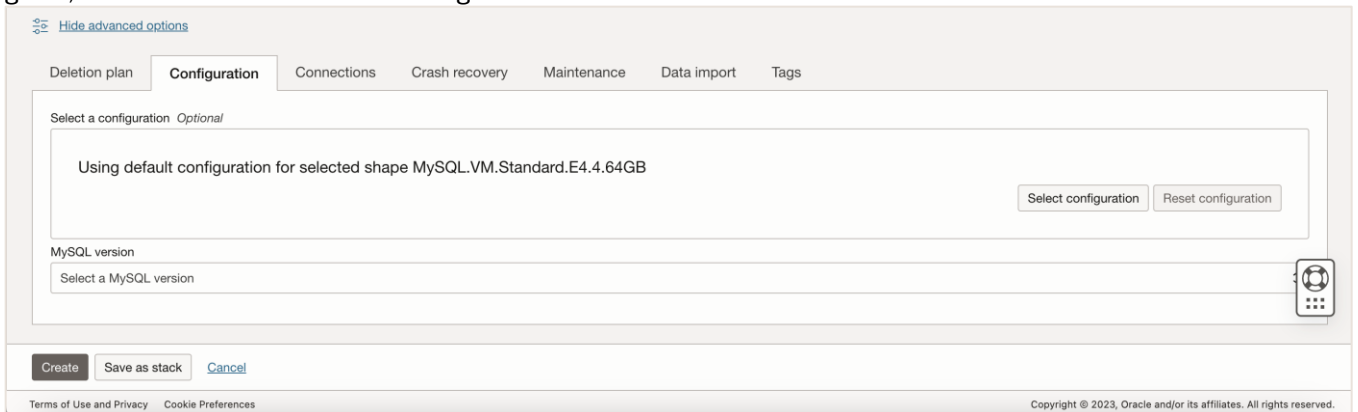 Hide advanced options
Deletion plan Configuration Connections Crash recovery Maintenance Data import Tags
Select a configuration Optional
Using default configuration for selected shape MySQL.VM.Standard.E4.4.64GB
Select configuration Reset configuration
MySQL version
Select a MySQL version
Create Save as stack Cancel
Terms of Use and Privacy Cookie Preferences Copyright © 2023, Oracle and/or its affiliates. All rights reserved.